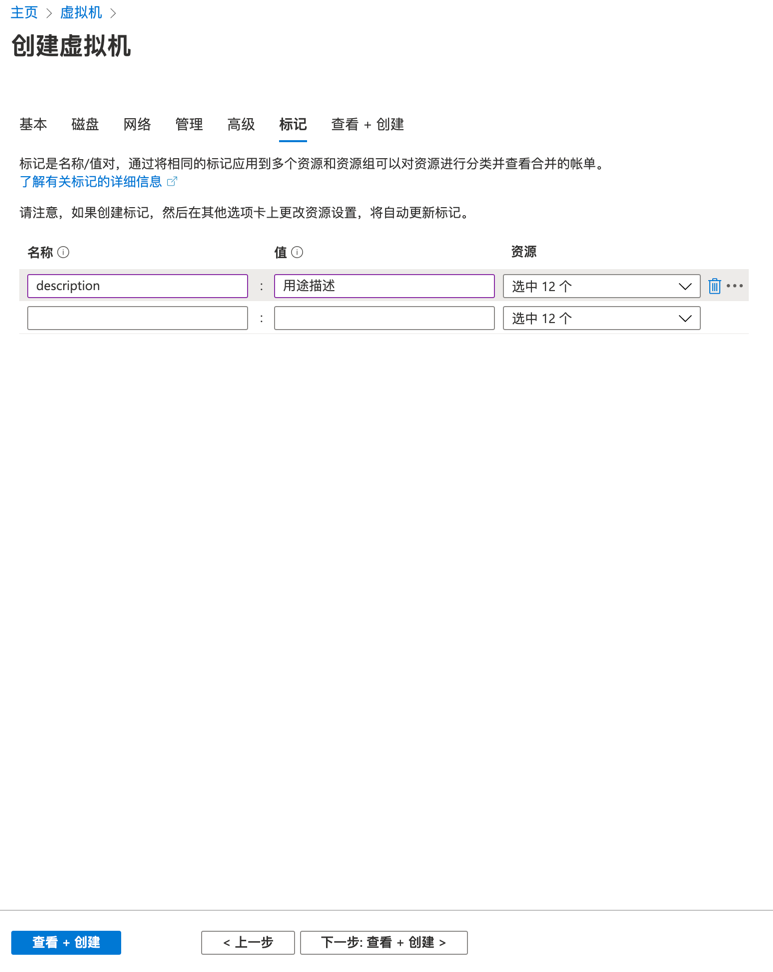 主页 > 虚拟机 >
创建虚拟机
基本 磁盘 网络 管理 高级 标记 查看 + 创建
标记是名称/值对，通过将相同的标记应用到多个资源和资源组可以对资源进行分类并查看合并的帐单。
了解有关标记的详细信息
请注意，如果创建标记，然后在其他选项卡上更改资源设置，将自动更新标记。
名称 值 资源
description : 用途描述 选中 12 个
: 选中 12 个
查看 + 创建 < 上一步 下一步: 查看 + 创建 >